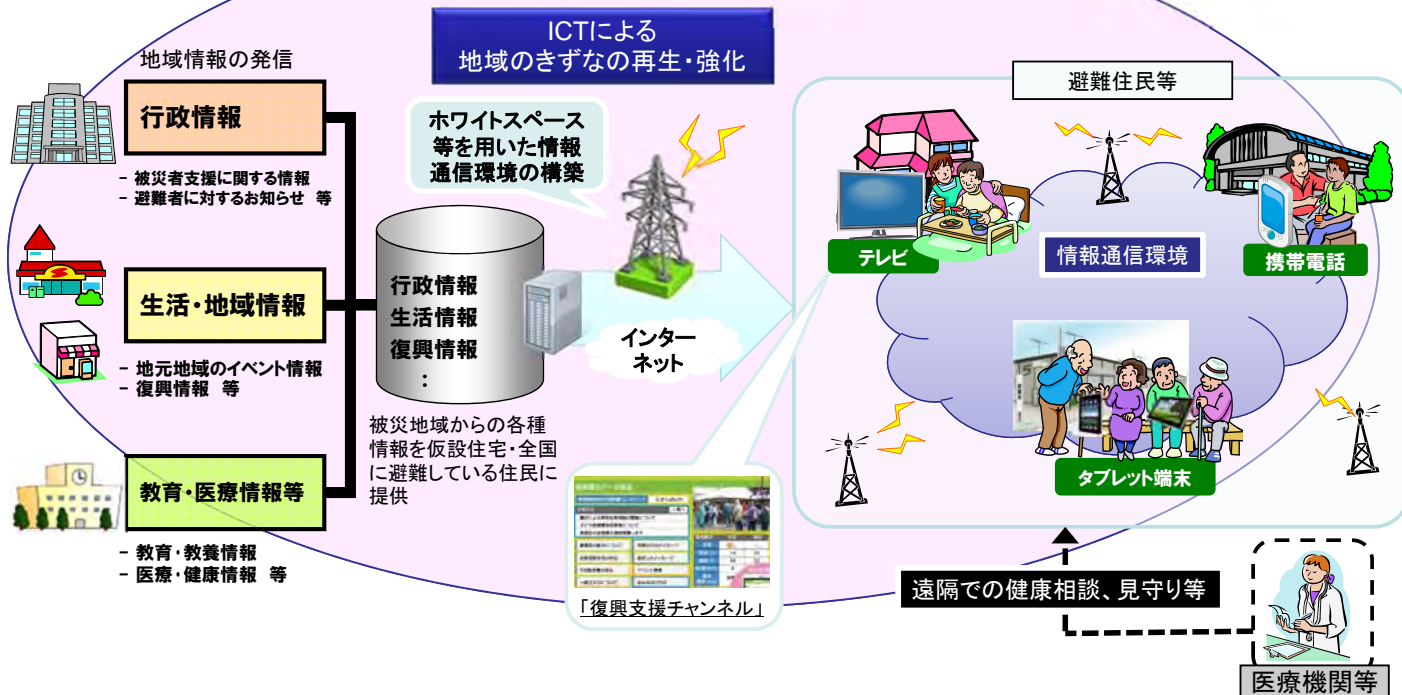 ICTによる
地域のきずなの再生・強化
地域情報の発信
行政情報
- 被災者支援に関する情報
- 避難者に対するお知らせ 等
生活・地域情報
- 地元地域のイベント情報
- 復興情報 等
教育・医療情報等
- 教育・教養情報
- 医療・健康情報 等
行政情報
生活情報
復興情報
:
被災地域からの各種
情報を仮設住宅・全国
に避難している住民に
提供
ホワイトスペース
等を用いた情報
通信環境の構築
インター
ネット
「復興支援チャンネル」
避難住民等
テレビ
情報通信環境
携帯電話
タブレット端末
遠隔での健康相談、見守り等
医療機関等